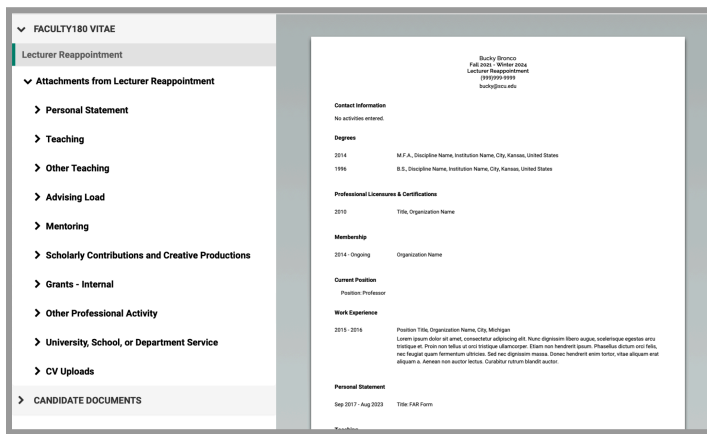 FACULTY180 VITAE
Lecturer Reappointment
Attachments from Lecturer Reappointment
Personal Statement
Teaching
Other Teaching
Advising Load
Mentoring
Scholarly Contributions and Creative Productions
Grants - Internal
Other Professional Activity
University, School, or Department Service
CV Uploads
CANDIDATE DOCUMENTS
Bucky Bronco
Fall 2021 - Winter 2024
Lecturer Reappointment
(999)999-9999
bucky@scu.edu
Contact Information
No activities entered.
Degrees
2014 M.F.A., Discipline Name, Institution Name, City, Kansas, United States
1996 B.S., Discipline Name, Institution Name, City, Kansas, United States
Professional Licensures & Certifications
2010 Title, Organization Name
Membership
2014 - Ongoing Organization Name
Current Position
Position: Professor
Work Experience
2015 - 2016 Position Title, Organization Name, City, Michigan
Lorem ipsum dolor sit amet, consectetur adipiscing elit. Nunc dignissim libero augue, scelerisque egestas arcu
tristique et. Proin non tellus ut orci tristique ullamcorper. Etiam non hendrerit ipsum. Phasellus dictum orci felis,
nec feugiat quam fermentum ultricies. Sed nec dignissim massa. Donec hendrerit enim tortor, vitae aliquam erat
aliquam a. Aenean non auctor lectus. Curabitur rutrum blandit auctor.
Personal Statement
Sep 2017 - Aug 2023 Title: FAR Form
Teaching